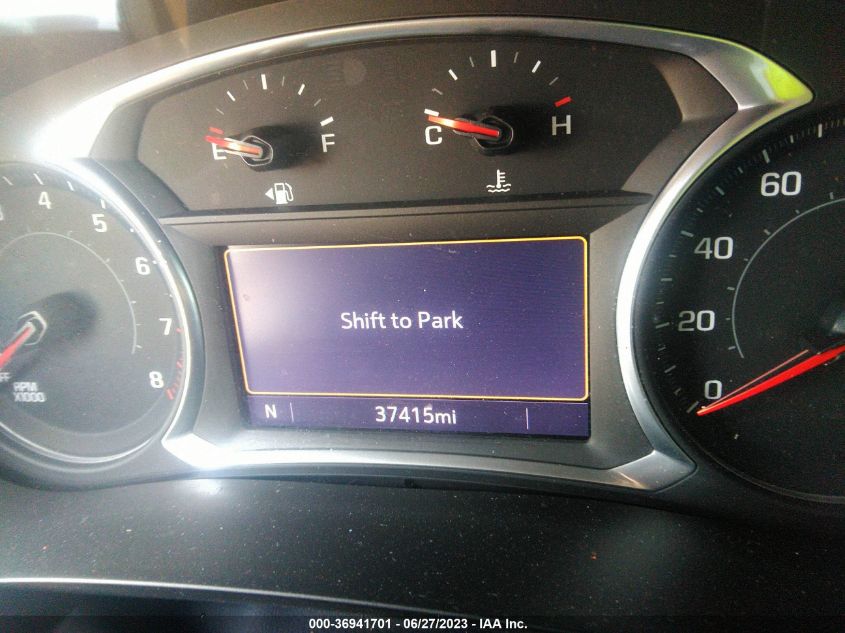 E F
C H
4
5
6
7
8
RPM
X1000
Shift to Park
N 37415mi
60
40
20
0
000-36941701 - 06/27/2023 - IAA Inc.